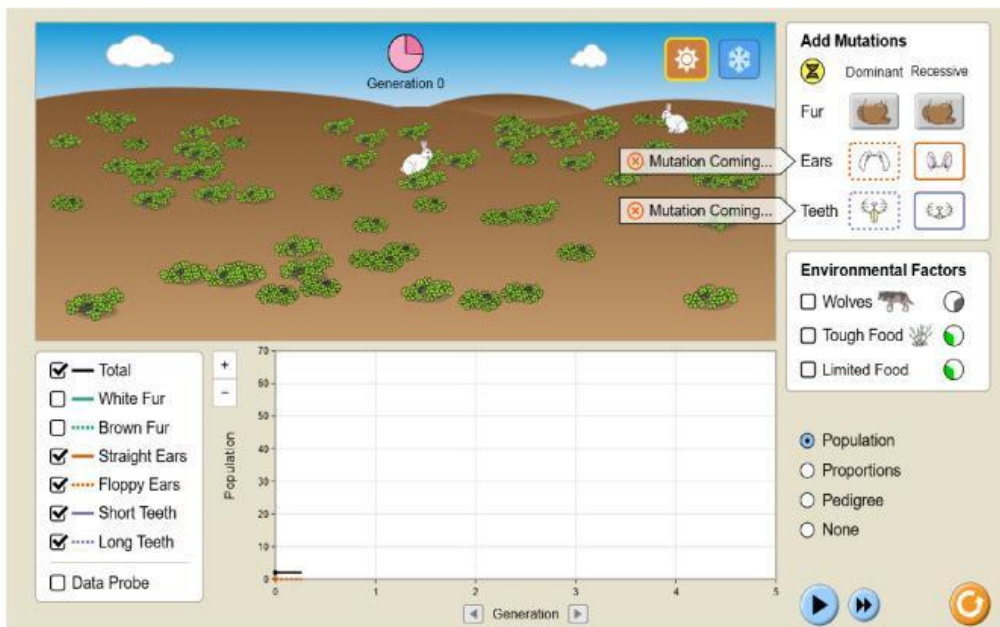 Generation 0
Add Mutations
Dominant Recessive
Fur
Mutation Coming...
Ears
Mutation Coming...
Teeth
Environmental Factors
Wolves
Tough Food
Limited Food
Total
White Fur
Brown Fur
Straight Ears
Floppy Ears
Short Teeth
Long Teeth
Data Probe
+
−
Population
70
60
50
40
30
20
10
0
0 1 2 3 4 5
Generation
Population
Proportions
Pedigree
None